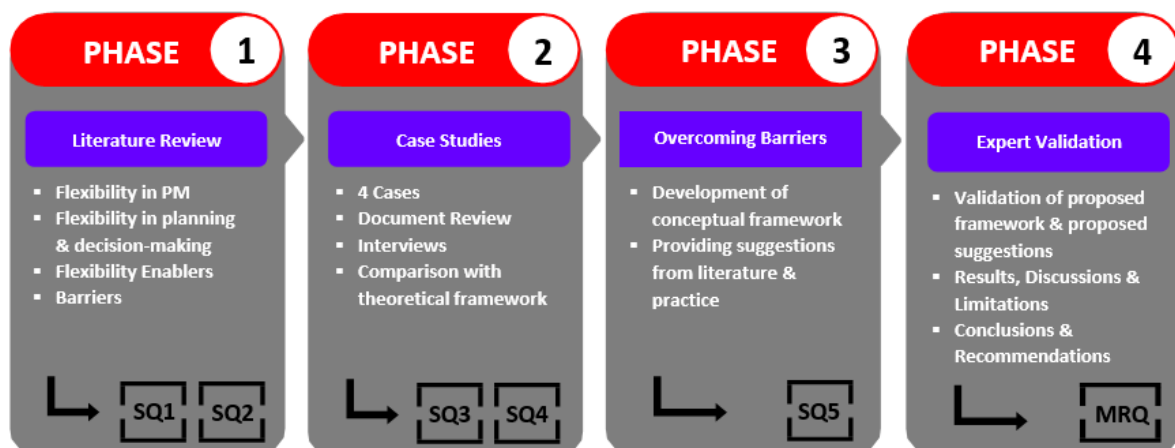 PHASE 1
Literature Review
▪ Flexibility in PM
▪ Flexibility in planning
& decision-making
▪ Flexibility Enablers
▪ Barriers
SQ1 SQ2
PHASE 2
Case Studies
▪ 4 Cases
▪ Document Review
▪ Interviews
▪ Comparison with
theoretical framework
SQ3 SQ4
PHASE 3
Overcoming Barriers
▪ Development of
conceptual framework
▪ Providing suggestions
from literature &
practice
SQ5
PHASE 4
Expert Validation
▪ Validation of proposed
framework & proposed
suggestions
▪ Results, Discussions &
Limitations
▪ Conclusions &
Recommendations
MRQ